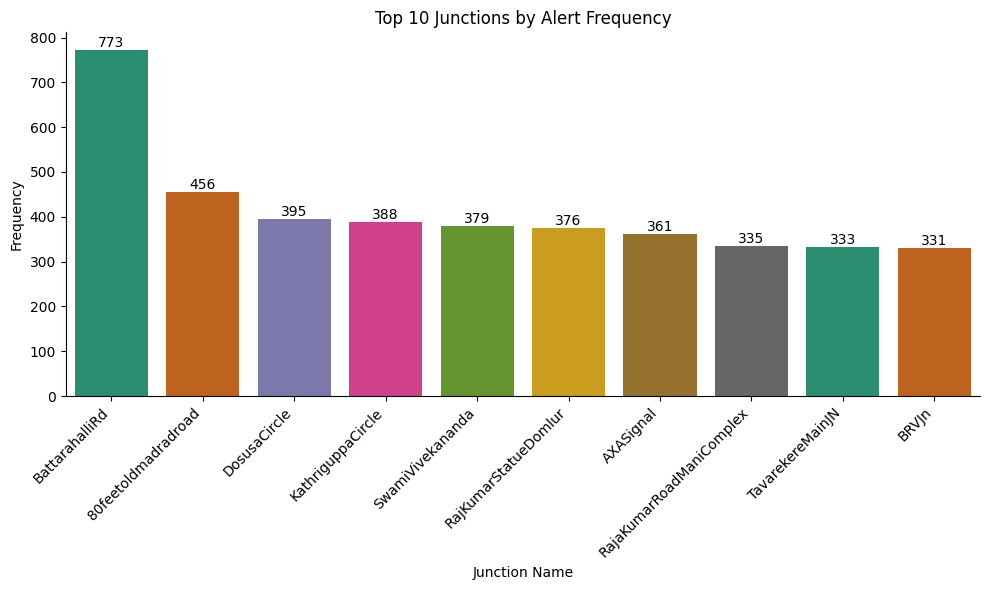 Top 10 Junctions by Alert Frequency
Frequency
800
700
600
500
400
300
200
100
0
773
456
395
388
379
376
361
335
333
331
BattarahalliRd
80feetoldmadradroad
DosusaCircle
KathriguppaCircle
SwamiVivekananda
RajKumarStatueDomlur
AXASignal
RajaKumarRoadManiComplex
TavarekereMainJN
BRVJn
Junction Name